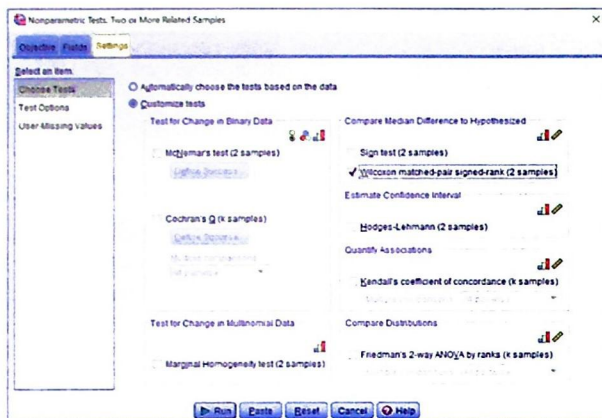 Nonparametric Tests: Two or More Related Samples
Objective Fields Settings
Select an item:
Choose Tests
Test Options
User-Missing Values
Automatically choose the tests based on the data
Customize tests
Test for Change in Binary Data
McNemar's test (2 samples)
Define Success...
Cochran's Q (k samples)
Define Success...
Multiple comparisons:
Test for Change in Multinomial Data
Marginal Homogeneity test (2 samples)
Compare Median Difference to Hypothesized
Sign test (2 samples)
Wilcoxon matched-pair signed-rank (2 samples)
Estimate Confidence Interval
Hodges-Lehmann (2 samples)
Quantify Associations
Kendall's coefficient of concordance (k samples)
Compare Distributions
Friedman's 2-way ANOVA by ranks (k samples)
Run Paste Reset Cancel Help